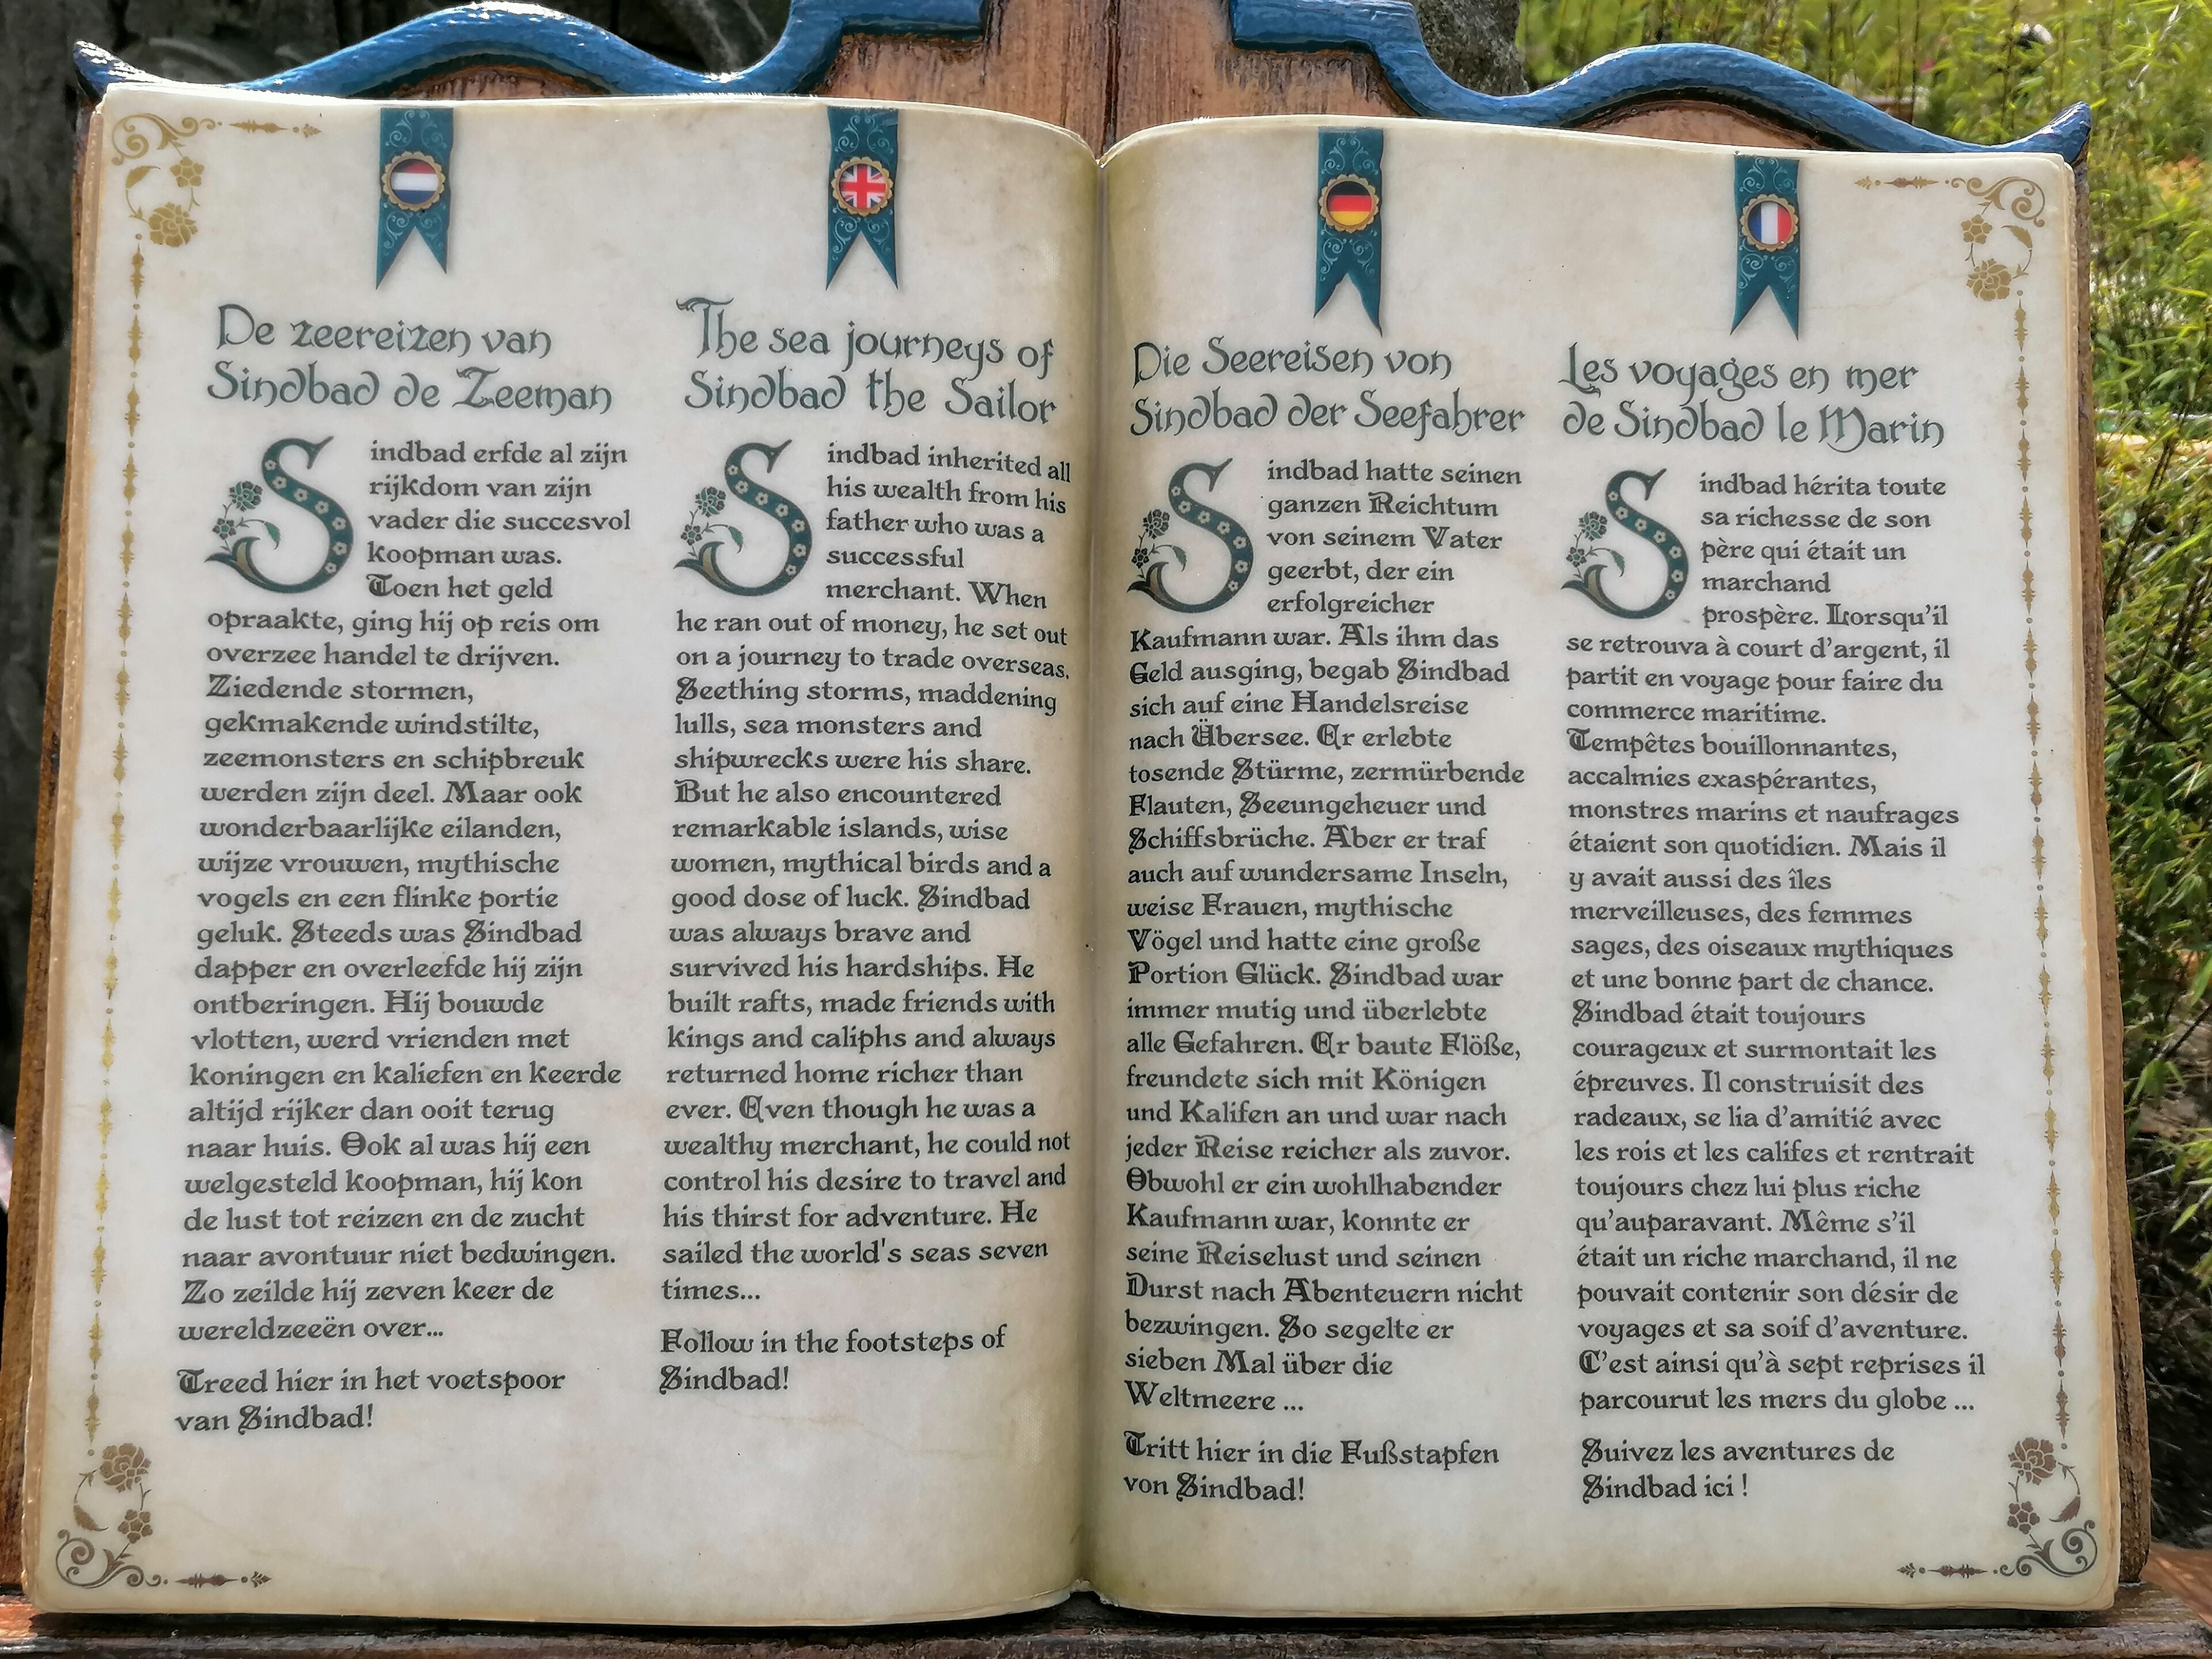 De zeereizen van
Sindbad de Zeeman
Sindbad erfde al zijn
rijkdom van zijn
vader die succesvol
koopman was.
Toen het geld
opraakte, ging hij op reis om
overzee handel te drijven.
Ziedende stormen,
gekmakende windstilte,
zeemonsters en schipbreuk
werden zijn deel. Maar ook
wonderbaarlijke eilanden,
wijze vrouwen, mythische
vogels en een flinke portie
geluk. Steeds was Sindbad
dapper en overleefde hij zijn
ontberingen. Hij bouwde
vlotten, werd vrienden met
koningen en kaliefen en keerde
altijd rijker dan ooit terug
naar huis. Ook al was hij een
welgesteld koopman, hij kon
de lust tot reizen en de zucht
naar avontuur niet bedwingen.
Zo zeilde hij zeven keer de
wereldzeeën over...
Treed hier in het voetspoor
van Sindbad!
The sea journeys of
Sindbad the Sailor
Sindbad inherited all
his wealth from his
father who was a
successful
merchant. When
he ran out of money, he set out
on a journey to trade overseas.
Seething storms, maddening
lulls, sea monsters and
shipwrecks were his share.
But he also encountered
remarkable islands, wise
women, mythical birds and a
good dose of luck. Sindbad
was always brave and
survived his hardships. He
built rafts, made friends with
kings and caliphs and always
returned home richer than
ever. Even though he was a
wealthy merchant, he could not
control his desire to travel and
his thirst for adventure. He
sailed the world's seas seven
times...
Follow in the footsteps of
Sindbad!
Die Seereisen von
Sindbad der Seefahrer
Sindbad hatte seinen
ganzen Reichtum
von seinem Vater
geerbt, der ein
erfolgreicher
Kaufmann war. Als ihm das
Geld ausging, begab Sindbad
sich auf eine Handelsreise
nach Übersee. Er erlebte
tosende Stürme, zermürbende
Flauten, Seeungeheuer und
Schiffsbrüche. Aber er traf
auch auf wundersame Inseln,
weise Frauen, mythische
Vögel und hatte eine große
Portion Glück. Sindbad war
immer mutig und überlebte
alle Gefahren. Er baute Flöße,
freundete sich mit Königen
und Kalifen an und war nach
jeder Reise reicher als zuvor.
Obwohl er ein wohlhabender
Kaufmann war, konnte er
seine Reiselust und seinen
Durst nach Abenteuern nicht
bezwingen. So segelte er
sieben Mal über die
Weltmeere ...
Tritt hier in die Fußstapfen
von Sindbad!
Les voyages en mer
de Sindbad le Marin
Sindbad hérita toute
sa richesse de son
père qui était un
marchand
prospère. Lorsqu'il
se retrouva à court d'argent, il
partit en voyage pour faire du
commerce maritime.
Tempêtes bouillonnantes,
accalmies exaspérantes,
monstres marins et naufrages
étaient son quotidien. Mais il
y avait aussi des îles
merveilleuses, des femmes
sages, des oiseaux mythiques
et une bonne part de chance.
Sindbad était toujours
courageux et surmontait les
épreuves. Il construisit des
radeaux, se lia d'amitié avec
les rois et les califes et rentrait
toujours chez lui plus riche
qu'auparavant. Même s'il
était un riche marchand, il ne
pouvait contenir son désir de
voyages et sa soif d'aventure.
C'est ainsi qu'à sept reprises il
parcourut les mers du globe ...
Suivez les aventures de
Sindbad ici !